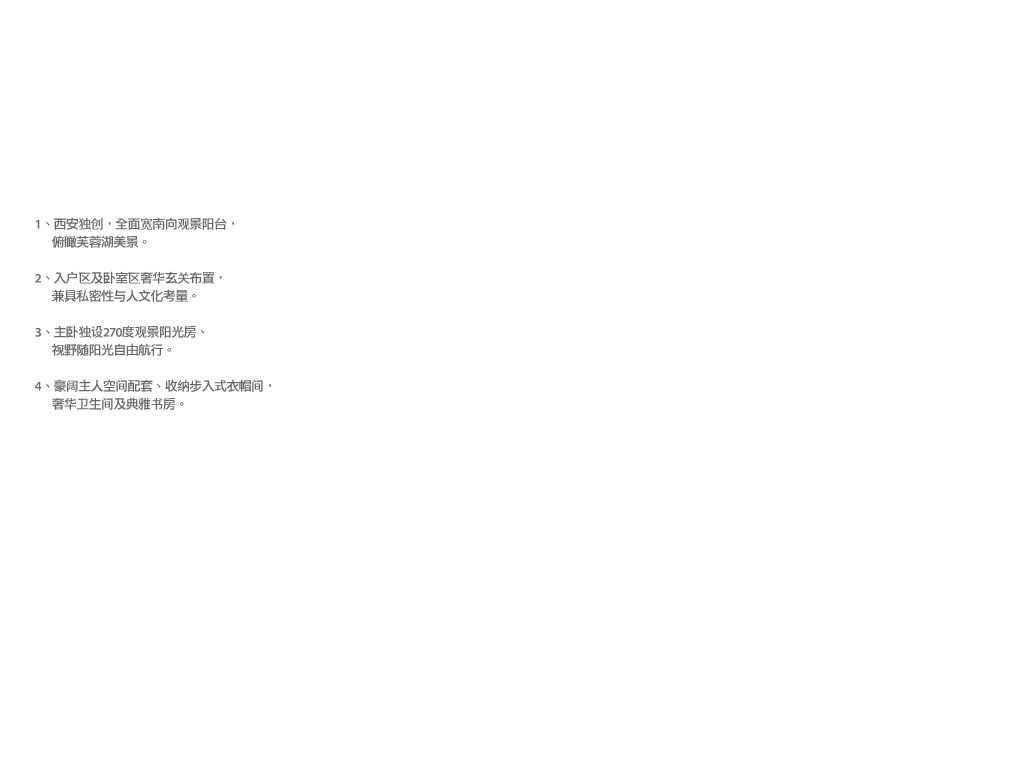 1、西安独创，全面宽南向观景阳台，
俯瞰芙蓉湖美景。
2、入户区及卧室区奢华玄关布置，
兼具私密性与人文化考量。
3、主卧独设270度观景阳光房、
视野随阳光自由航行。
4、豪阔主人空间配套、收纳步入式衣帽间，
奢华卫生间及典雅书房。